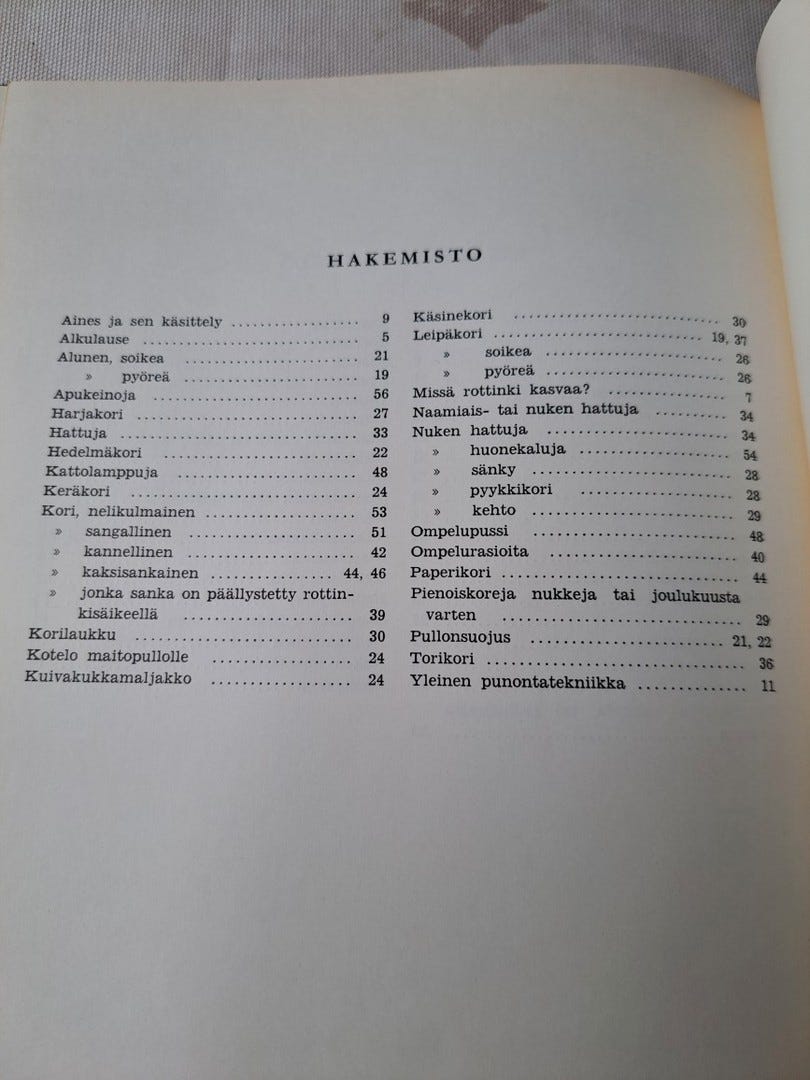 HAKEMISTO
Aines ja sen käsittely .................. 9
Alkulause .............................. 5
Alunen, soikea ........................ 21
» pyöreä ........................ 19
Apukeinoja ............................ 56
Harjakori .............................. 27
Hattuja ................................ 33
Hedelmäkori .......................... 22
Kattolamppuja ........................ 48
Keräkori .............................. 24
Kori, nelikulmainen .................... 53
» sangallinen ...................... 51
» kannellinen ...................... 42
» kaksisankainen ................ 44, 46
» jonka sanka on päällystetty rottin-
kisäikeellä ...................... 39
Korilaukku ............................ 30
Kotelo maitopullolle .................. 24
Kuivakukkamaljakko .................. 24
Käsinekori ............................ 30
Leipäkori .......................... 19, 37
» soikea ........................ 26
» pyöreä ........................ 26
Missä rottinki kasvaa? ................ 7
Naamiais- tai nuken hattuja .......... 34
Nuken hattuja ........................ 34
» huonekaluja .................... 54
» sänky .......................... 28
» pyykkikori .................... 28
» kehto .......................... 29
Ompelupussi .......................... 48
Ompelurasioita ........................ 40
Paperikori .............................. 44
Pienoiskoreja nukkeja tai joulukuusta
varten .............................. 29
Pullonsuojus ........................ 21, 22
Torikori ................................ 36
Yleinen punontatekniikka .............. 11